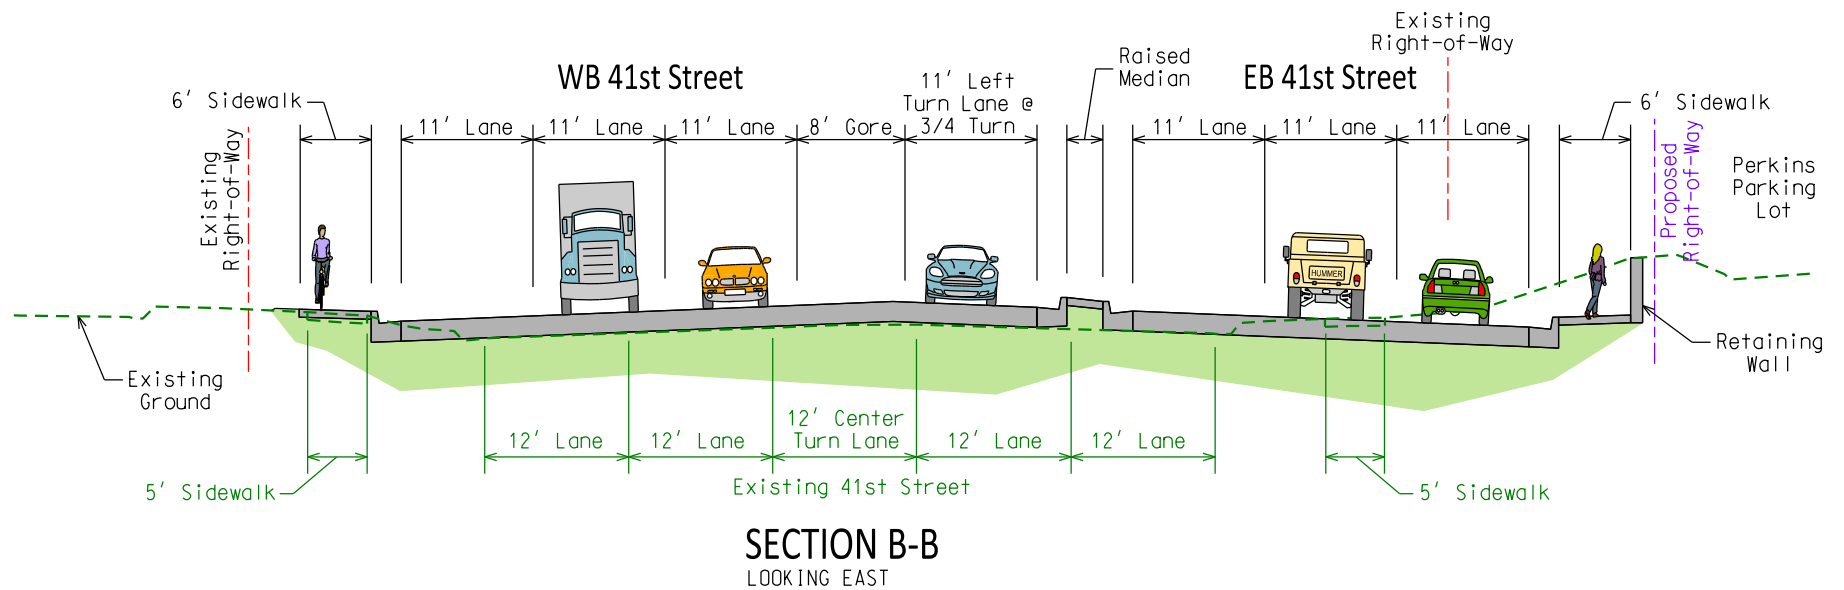 Existing
Right-of-Way
WB 41st Street
Raised
Median
EB 41st Street
6' Sidewalk
11' Left
Turn Lane @
3/4 Turn
6' Sidewalk
11' Lane
11' Lane
11' Lane
8' Gore
11' Lane
11' Lane
11' Lane
Existing
Right-of-Way
Proposed
Right-of-Way
Perkins
Parking
Lot
HUMMER
Existing
Ground
Retaining
Wall
12' Lane
12' Lane
12' Center
Turn Lane
12' Lane
12' Lane
5' Sidewalk
Existing 41st Street
5' Sidewalk
SECTION B-B
LOOKING EAST